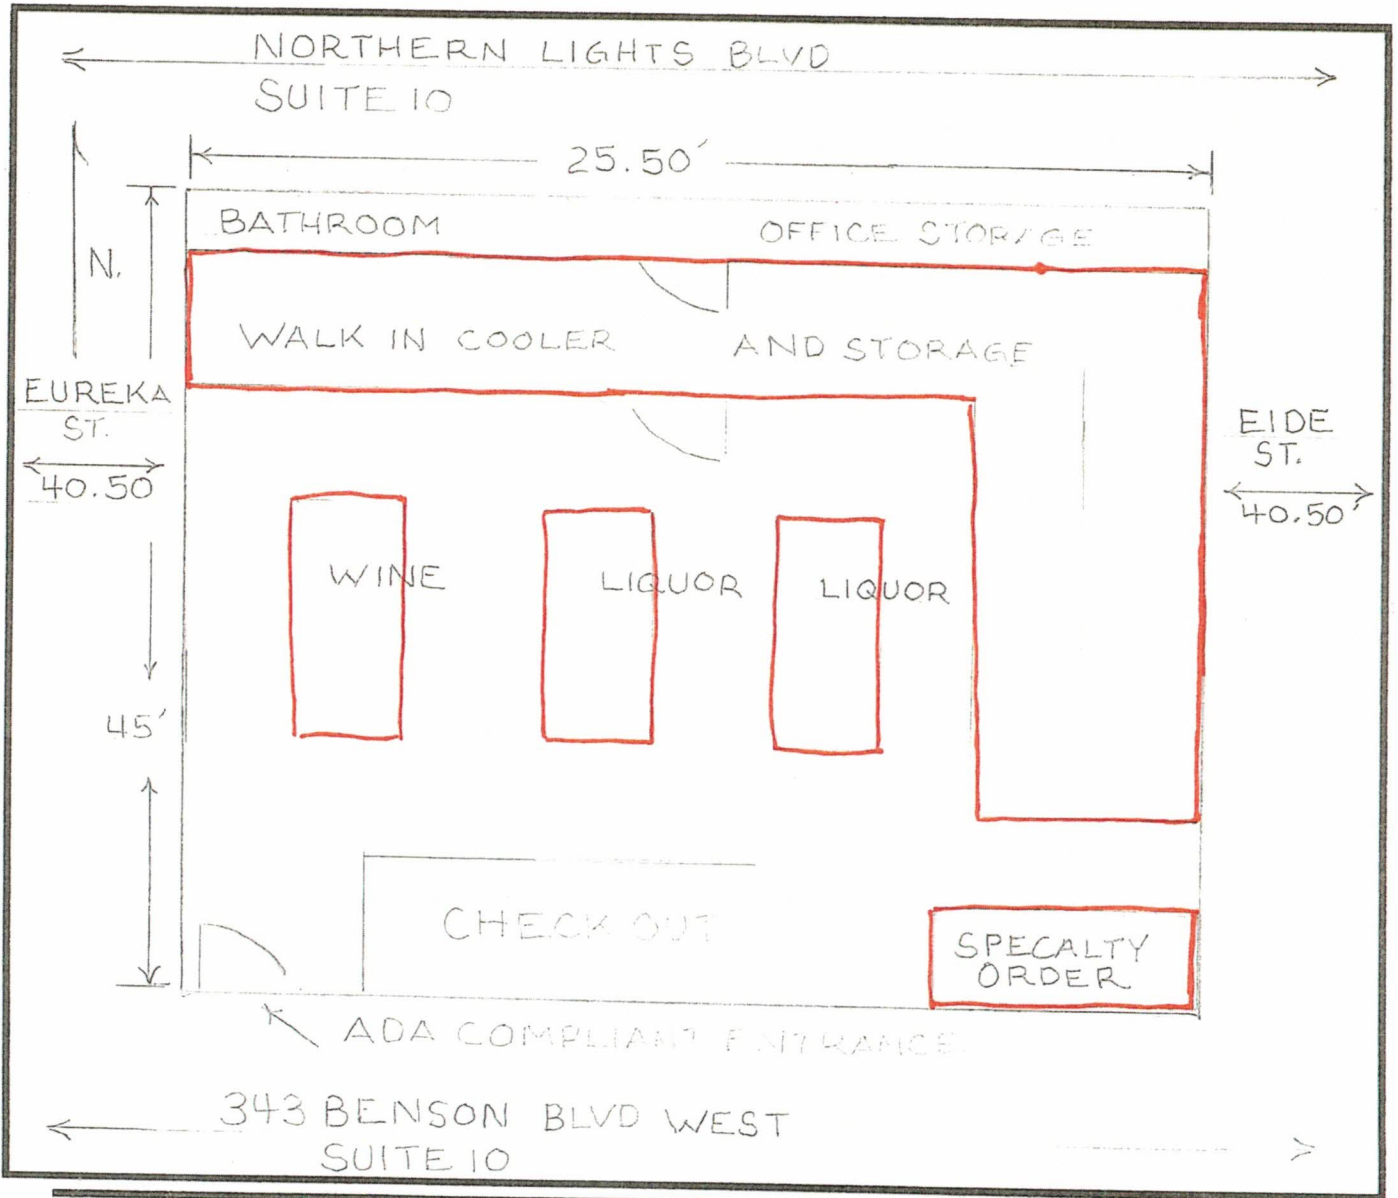 NORTHERN LIGHTS BLVD
SUITE 10
25.50'
BATHROOM
OFFICE STORAGE
N.
WALK IN COOLER
AND STORAGE
EUREKA
ST.
40.50
EIDE
ST.
40.50'
WINE
LIQUOR
LIQUOR
45'
CHECK OUT
SPECALTY
ORDER
ADA COMPLIANT ENTRANCE
343 BENSON BLVD WEST
SUITE 10